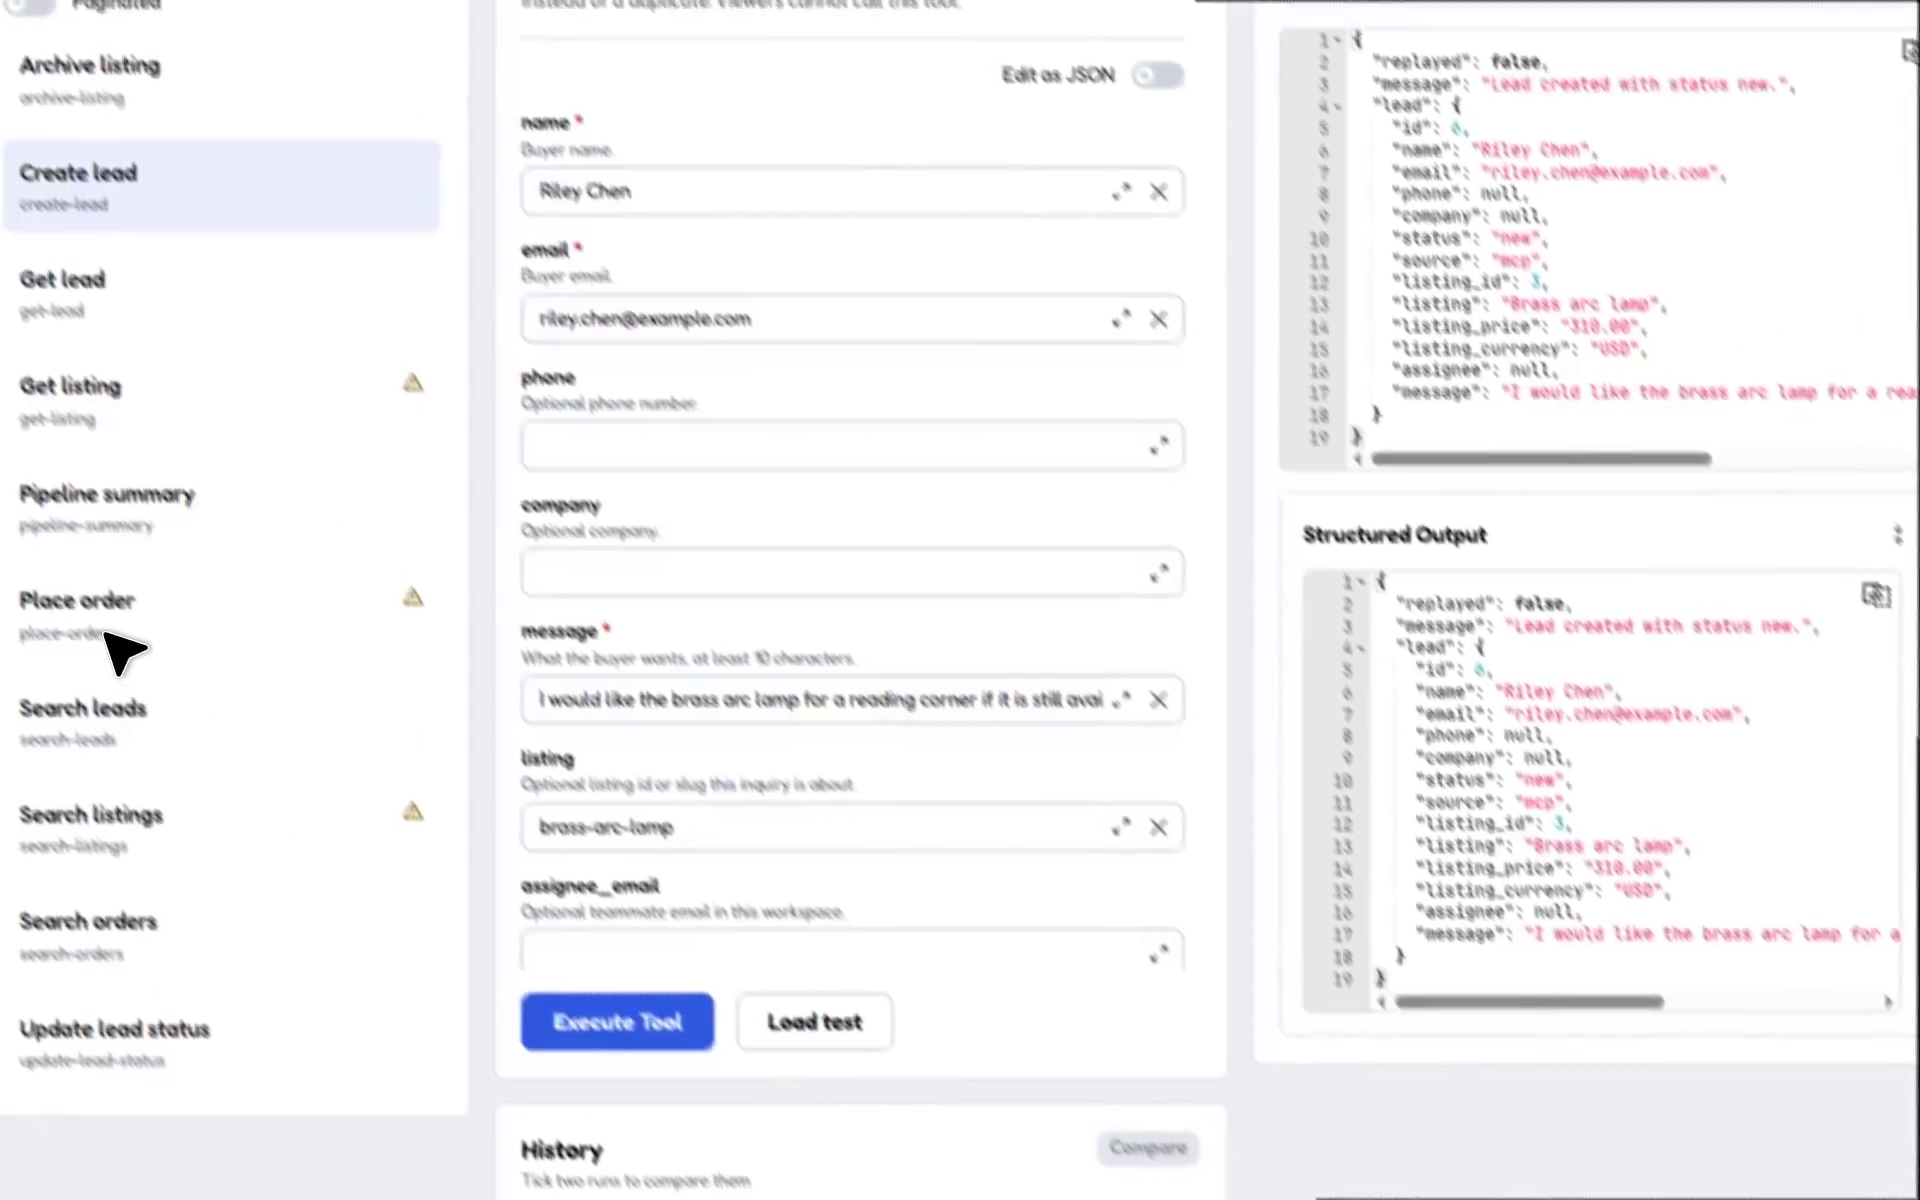 Paginated
Archive listing
archive-listing
Create lead
create-lead
Get lead
get-lead
Get listing
get-listing
Pipeline summary
pipeline-summary
Place order
place-order
Search leads
search-leads
Search listings
search-listings
Search orders
search-orders
Update lead status
update-lead-status
instead of a duplicate. Viewers cannot call this tool.
Edit as JSON
name *
Buyer name.
Riley Chen
email *
Buyer email.
riley.chen@example.com
phone
Optional phone number.
company
Optional company.
message *
What the buyer wants, at least 10 characters.
I would like the brass arc lamp for a reading corner if it is still avai
listing
Optional listing id or slug this inquiry is about.
brass-arc-lamp
assignee_email
Optional teammate email in this workspace.
Execute Tool
Load test
History
Compare
Tick two runs to compare them
1 {
2 "replayed": false,
3 "message": "Lead created with status new.",
4 "lead": {
5 "id": 6,
6 "name": "Riley Chen",
7 "email": "riley.chen@example.com",
8 "phone": null,
9 "company": null,
10 "status": "new",
11 "source": "mcp",
12 "listing_id": 3,
13 "listing": "Brass arc lamp",
14 "listing_price": "310.00",
15 "listing_currency": "USD",
16 "assignee": null,
17 "message": "I would like the brass arc lamp for a rea
18 }
19 }
Structured Output
1 {
2 "replayed": false,
3 "message": "Lead created with status new.",
4 "lead": {
5 "id": 6,
6 "name": "Riley Chen",
7 "email": "riley.chen@example.com",
8 "phone": null,
9 "company": null,
10 "status": "new",
11 "source": "mcp",
12 "listing_id": 3,
13 "listing": "Brass arc lamp",
14 "listing_price": "310.00",
15 "listing_currency": "USD",
16 "assignee": null,
17 "message": "I would like the brass arc lamp for a
18 }
19 }